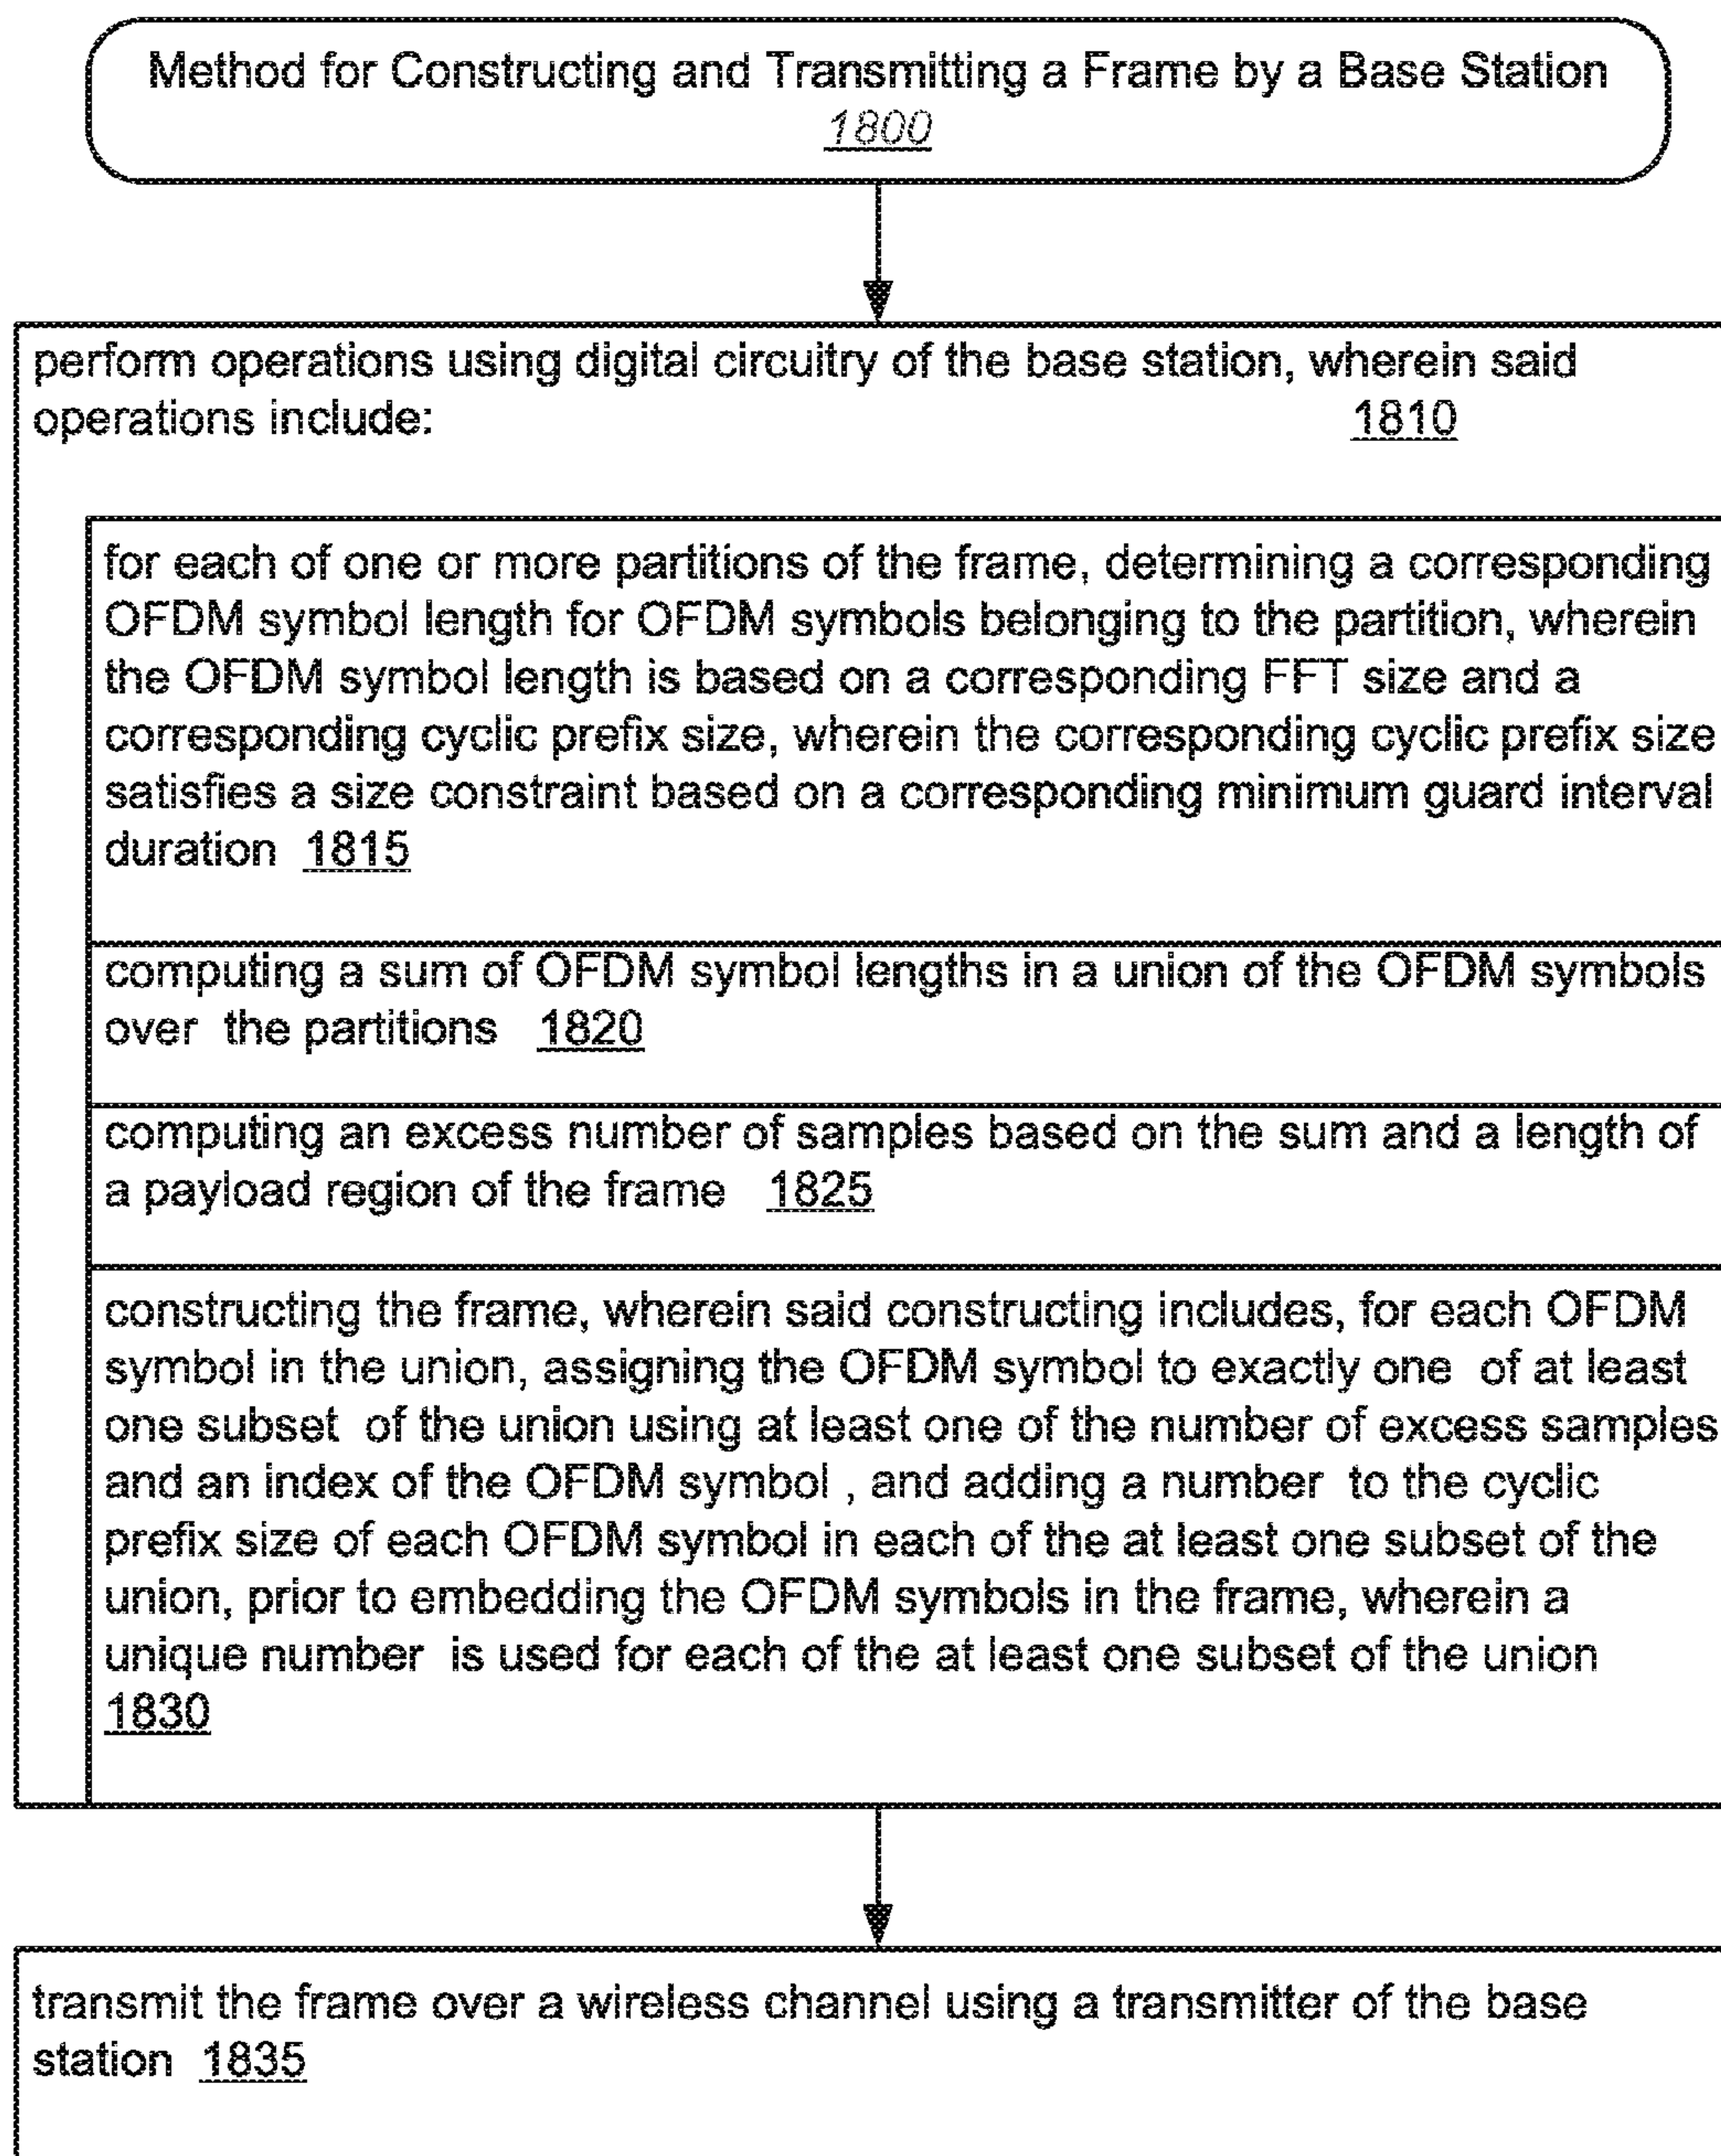 Method for Constructing and Transmitting a Frame by a Base Station
1800
perform operations using digital circuitry of the base station, wherein said
operations include: 1810
for each of one or more partitions of the frame, determining a corresponding
OFDM symbol length for OFDM symbols belonging to the partition, wherein
the OFDM symbol length is based on a corresponding FFT size and a
corresponding cyclic prefix size, wherein the corresponding cyclic prefix size
satisfies a size constraint based on a corresponding minimum guard interval
duration 1815
computing a sum of OFDM symbol lengths in a union of the OFDM symbols
over the partitions 1820
computing an excess number of samples based on the sum and a length of
a payload region of the frame 1825
constructing the frame, wherein said constructing includes, for each OFDM
symbol in the union, assigning the OFDM symbol to exactly one of at least
one subset of the union using at least one of the number of excess samples
and an index of the OFDM symbol , and adding a number to the cyclic
prefix size of each OFDM symbol in each of the at least one subset of the
union, prior to embedding the OFDM symbols in the frame, wherein a
unique number is used for each of the at least one subset of the union
1830
transmit the frame over a wireless channel using a transmitter of the base
station 1835